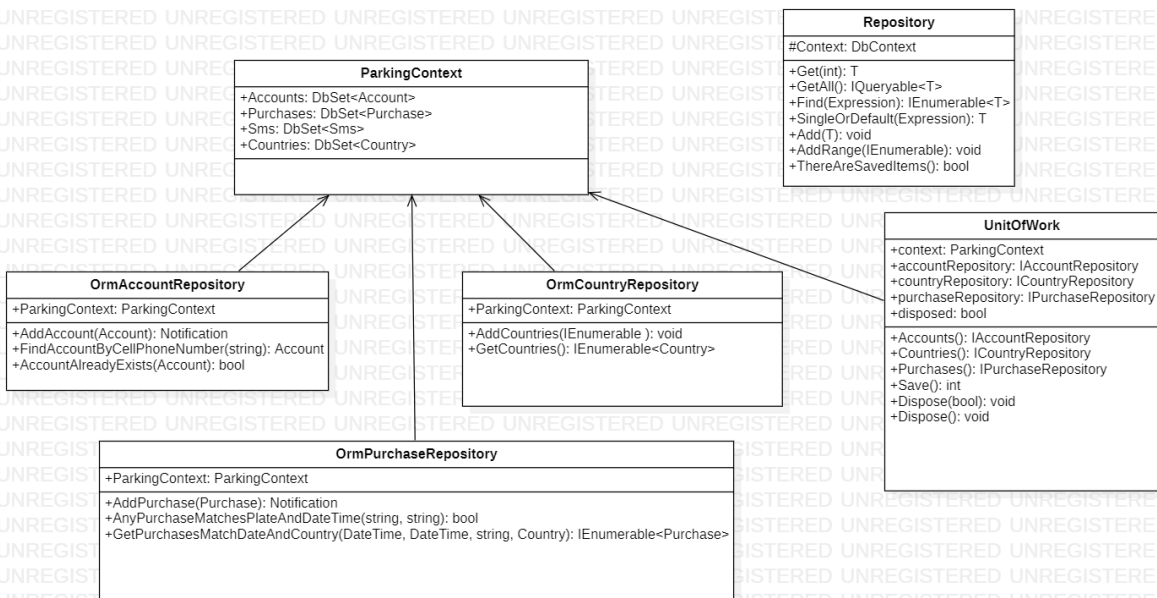 Repository
#Context: DbContext
+Get(int): T
+GetAll(): IQueryable<T>
+Find(Expression): IEnumerable<T>
+SingleOrDefault(Expression): T
+Add(T): void
+AddRange(IEnumerable): void
+ThereAreSavedItems(): bool
ParkingContext
+Accounts: DbSet<Account>
+Purchases: DbSet<Purchase>
+Sms: DbSet<Sms>
+Countries: DbSet<Country>
UnitOfWork
+context: ParkingContext
+accountRepository: IAccountRepository
+countryRepository: ICountryRepository
+purchaseRepository: IPurchaseRepository
+disposed: bool
+Accounts(): IAccountRepository
+Countries(): ICountryRepository
+Purchases(): IPurchaseRepository
+Save(): int
+Dispose(bool): void
+Dispose(): void
OrmAccountRepository
+ParkingContext: ParkingContext
+AddAccount(Account): Notification
+FindAccountByCellPhoneNumber(string): Account
+AccountAlreadyExists(Account): bool
OrmCountryRepository
+ParkingContext: ParkingContext
+AddCountries(IEnumerable ): void
+GetCountries(): IEnumerable<Country>
OrmPurchaseRepository
+ParkingContext: ParkingContext
+AddPurchase(Purchase): Notification
+AnyPurchaseMatchesPlateAndDateTime(string, string): bool
+GetPurchasesMatchDateAndCountry(DateTime, DateTime, string, Country): IEnumerable<Purchase>
UNREGISTERED UNREGISTERED UNREGISTERED UNREGISTERED